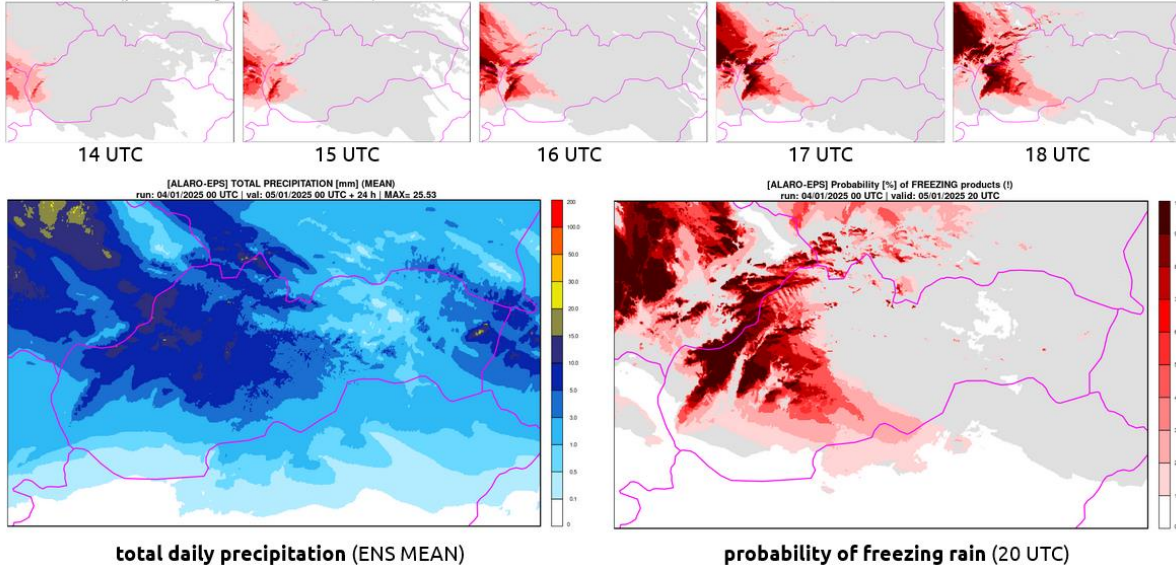 14 UTC
15 UTC
16 UTC
17 UTC
18 UTC
[ALARO-EPS] TOTAL PRECIPITATION [mm] (MEAN)
run: 04/01/2025 00 UTC | val: 05/01/2025 00 UTC + 24 h | MAX= 25.53
200
100.0
50.0
30.0
20.0
15.0
10.0
5.0
3.0
1.0
0.5
0.1
0
[ALARO-EPS] Probability [%] of FREEZING products (!)
run: 04/01/2025 00 UTC | valid: 05/01/2025 20 UTC
total daily precipitation (ENS MEAN)
probability of freezing rain (20 UTC)